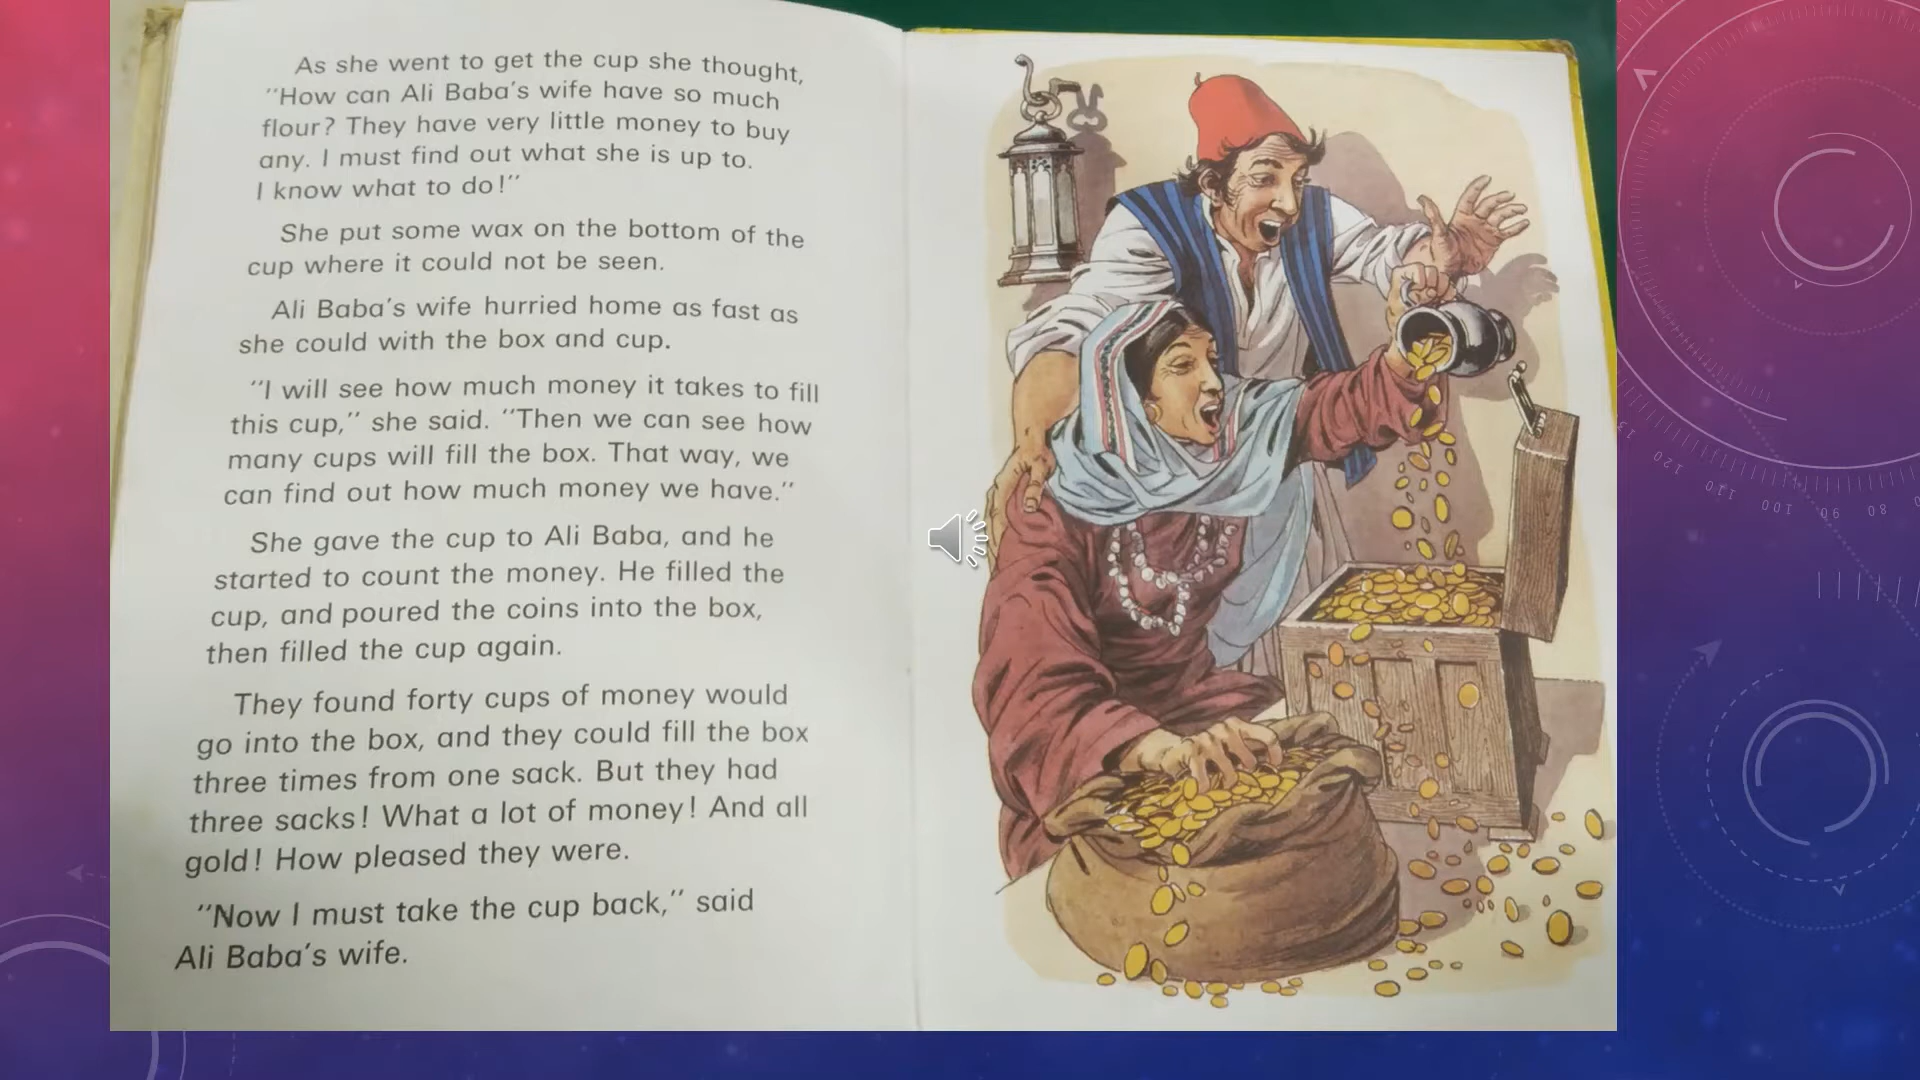 As she went to get the cup she thought,
"How can Ali Baba's wife have so much
flour? They have very little money to buy
any. I must find out what she is up to.
I know what to do!"
She put some wax on the bottom of the
cup where it could not be seen.
Ali Baba's wife hurried home as fast as
she could with the box and cup.
"I will see how much money it takes to fill
this cup," she said. "Then we can see how
many cups will fill the box. That way, we
can find out how much money we have."
She gave the cup to Ali Baba, and he
started to count the money. He filled the
cup, and poured the coins into the box,
then filled the cup again.
They found forty cups of money would
go into the box, and they could fill the box
three times from one sack. But they had
three sacks! What a lot of money! And all
gold! How pleased they were.
"Now I must take the cup back," said
Ali Baba's wife.
120
110
100
90
80